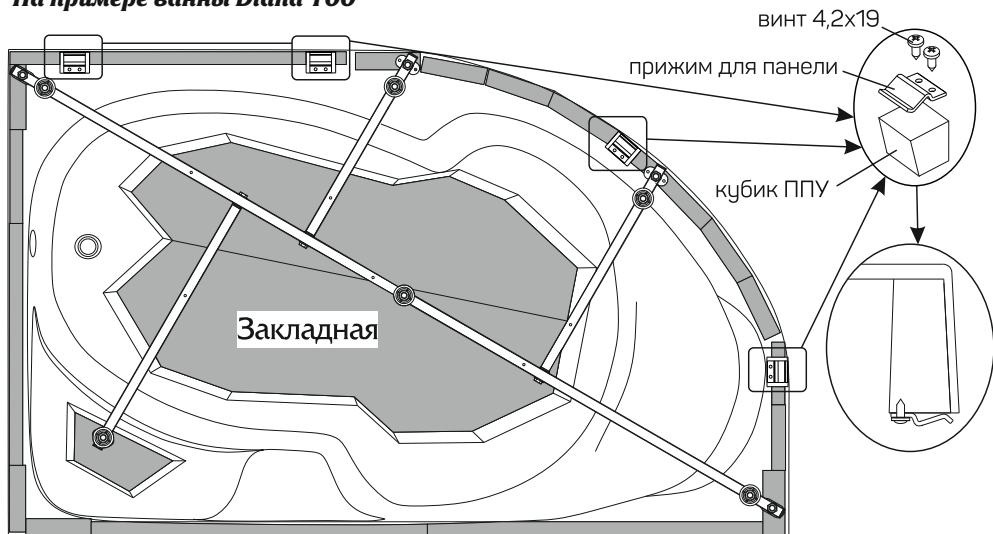 На примере ванны Diana 160
винт 4,2х19
прижим для панели
кубик ППУ
Закладная